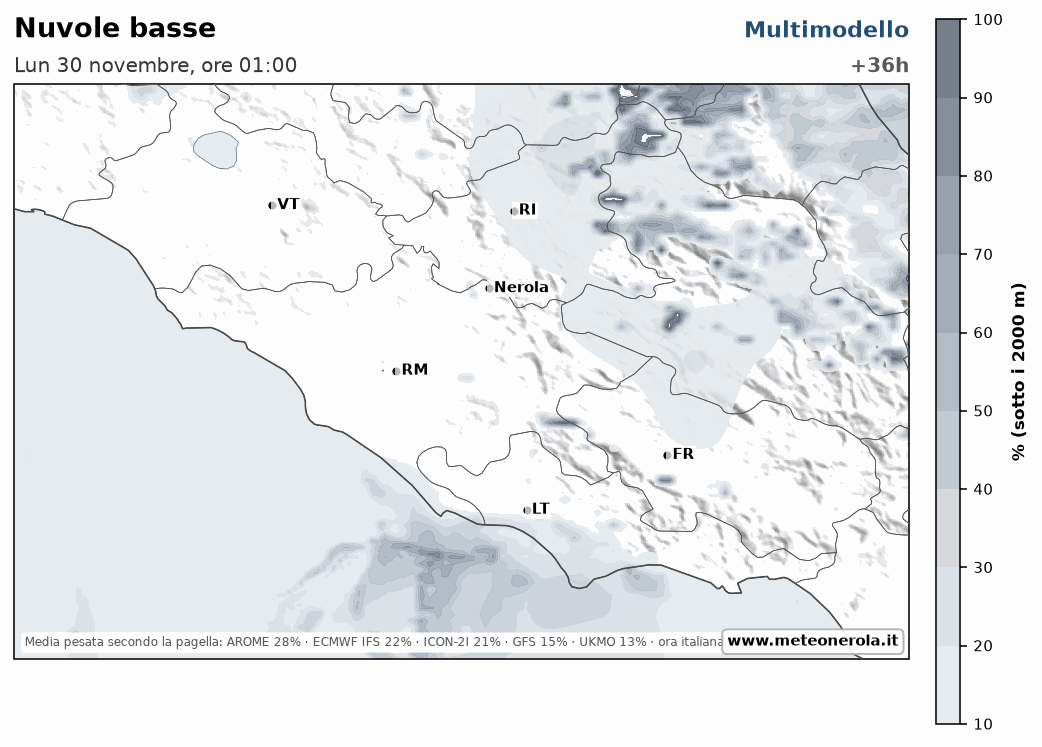 Nuvole basse
Multimodello
Lun 30 novembre, ore 01:00
+36h
VT
RI
Nerola
RM
FR
LT
Media pesata secondo la pagella: AROME 28% · ECMWF IFS 22% · ICON-2I 21% · GFS 15% · UKMO 13% · ora italiana
www.meteonerola.it
100
90
80
70
60
50
40
30
20
10
% (sotto i 2000 m)